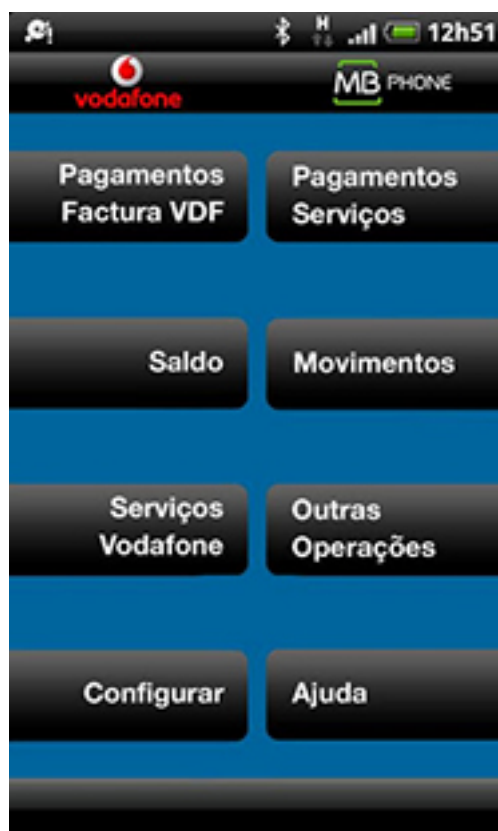 H
12h51
vodafone
MB PHONE
Pagamentos
Factura VDF
Pagamentos
Serviços
Saldo
Movimentos
Serviços
Vodafone
Outras
Operações
Configurar
Ajuda